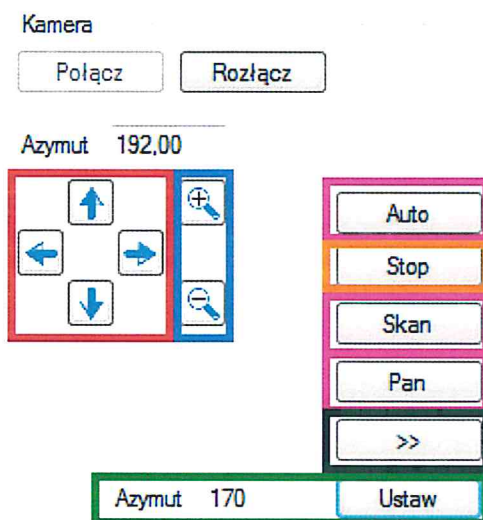 Kamera
Połącz Rozłącz
Azymut 192,00
Auto
Stop
Skan
Pan
>>
Azymut 170 Ustaw